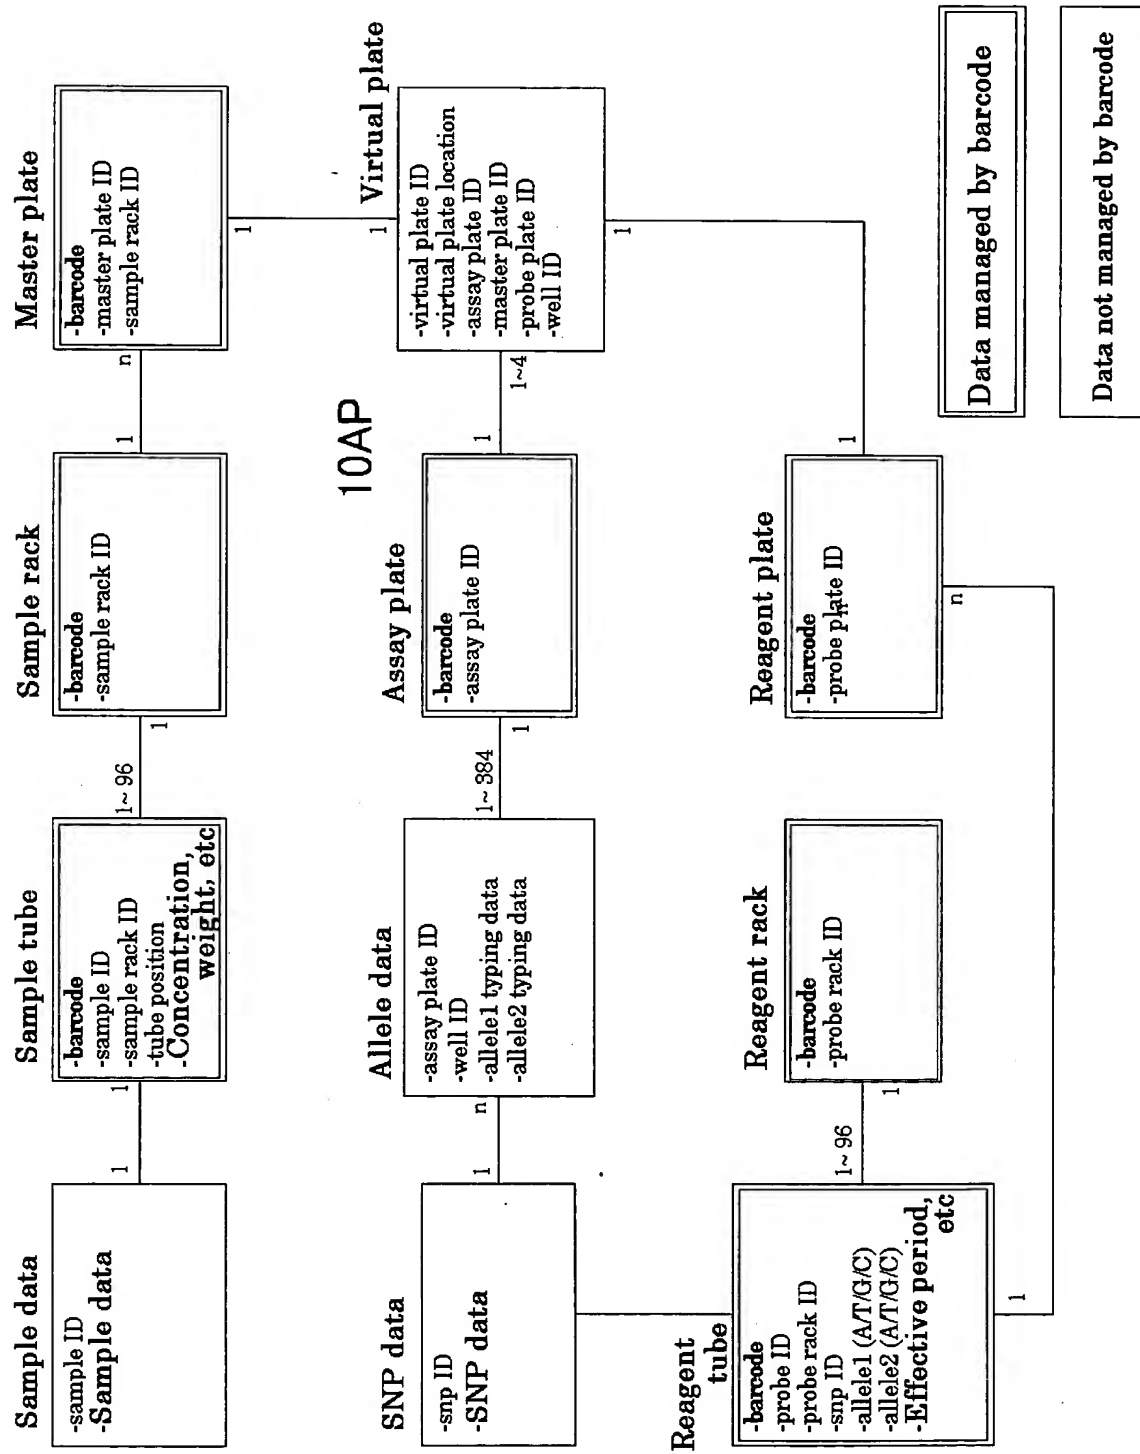 Sample data
-sample ID
-Sample data
1
1
Sample tube
-barcode
-sample ID
-sample rack ID
-tube position
-Concentration,
weight, etc
1~96
1
Sample rack
-barcode
-sample rack ID
1
n
Master plate
-barcode
-master plate ID
-sample rack ID
1
1
SNP data
-snp ID
-SNP data
1
n
Allele data
-assay plate ID
-well ID
-allele1 typing data
-allele2 typing data
1~384
1
Assay plate
-barcode
-assay plate ID
10AP
1
1~4
Virtual plate
-virtual plate ID
-virtual plate location
-assay plate ID
-master plate ID
-probe plate ID
-well ID
1
Reagent
tube
-barcode
-probe ID
-probe rack ID
-snp ID
-allele1 (A/T/G/C)
-allele2 (A/T/G/C)
-Effective period,
etc
1~96
1
1
Reagent rack
-barcode
-probe rack ID
Reagent plate
-barcode
-probe plate ID
n
1
Data managed by barcode
Data not managed by barcode